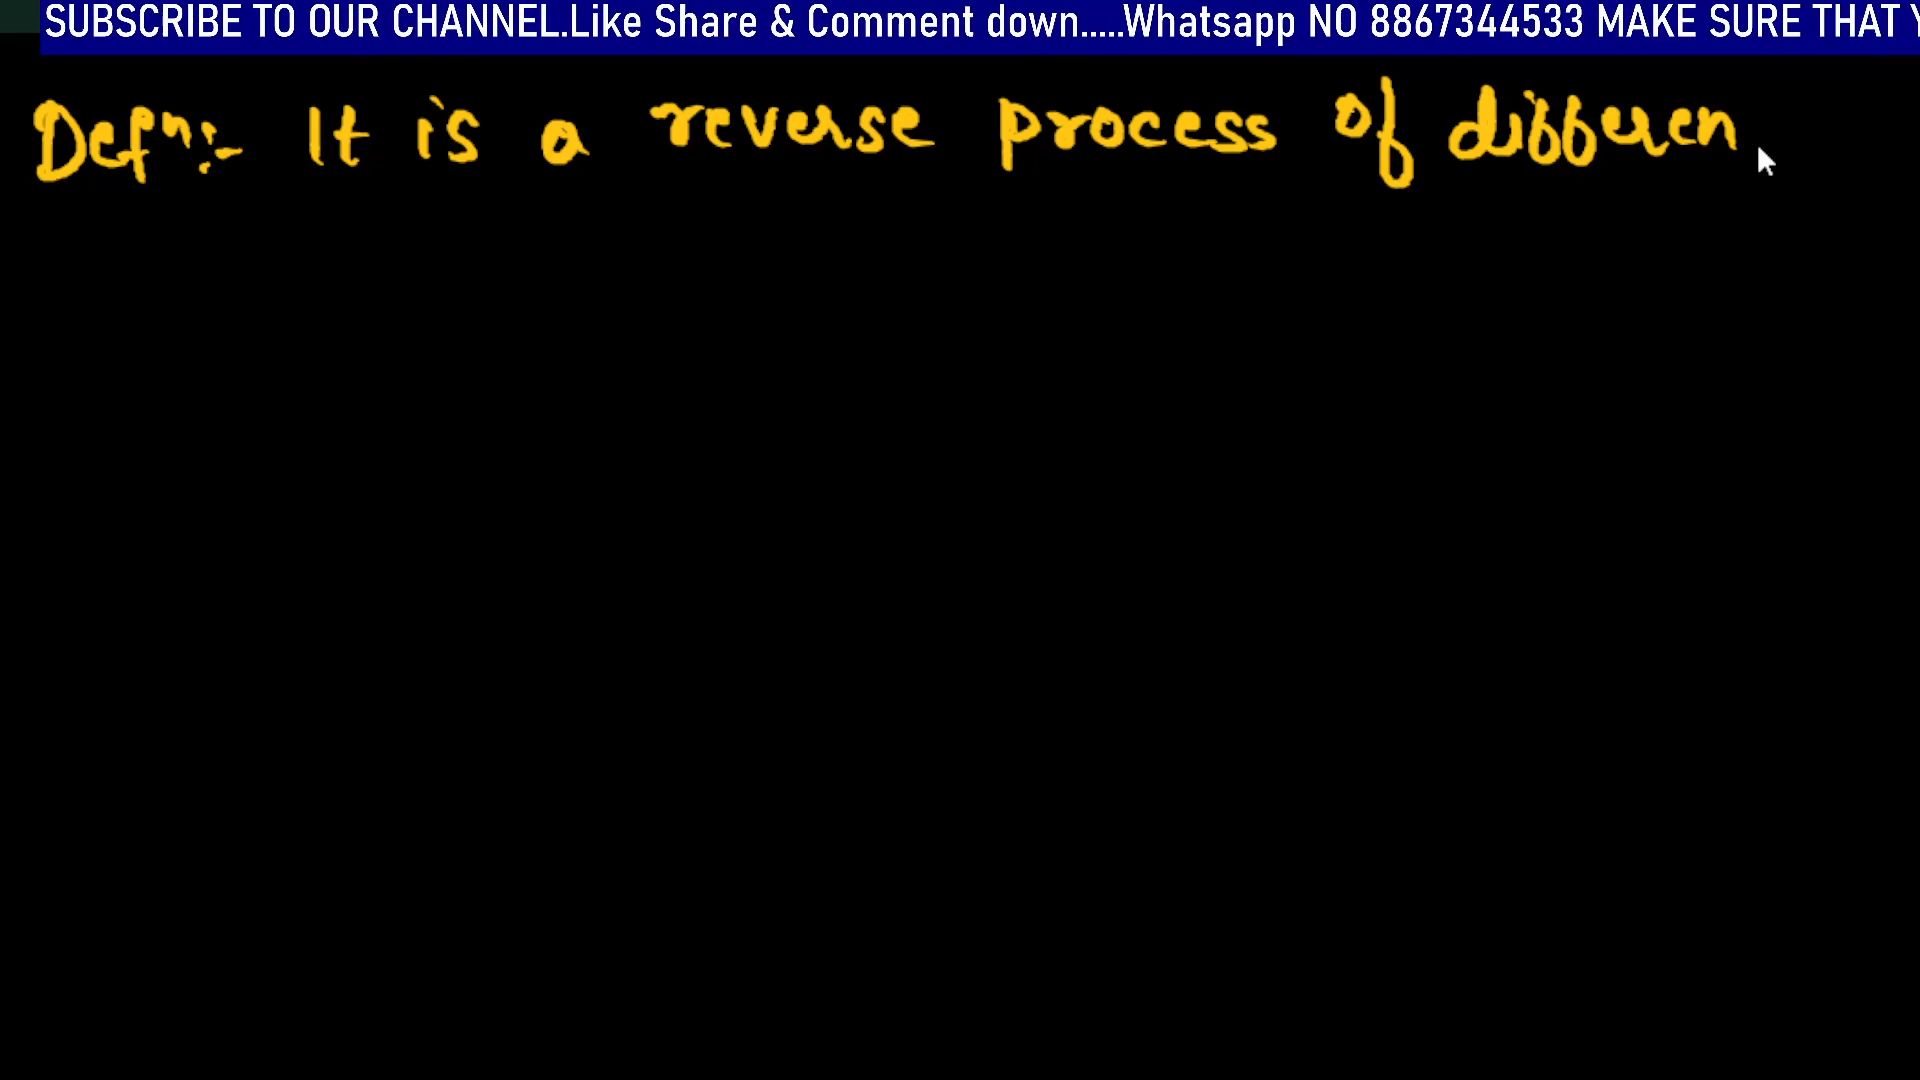 SUBSCRIBE TO OUR CHANNEL.Like Share & Comment down.....Whatsapp NO 8867344533 MAKE SURE THAT Y
Defn:- It is a reverse process of differen